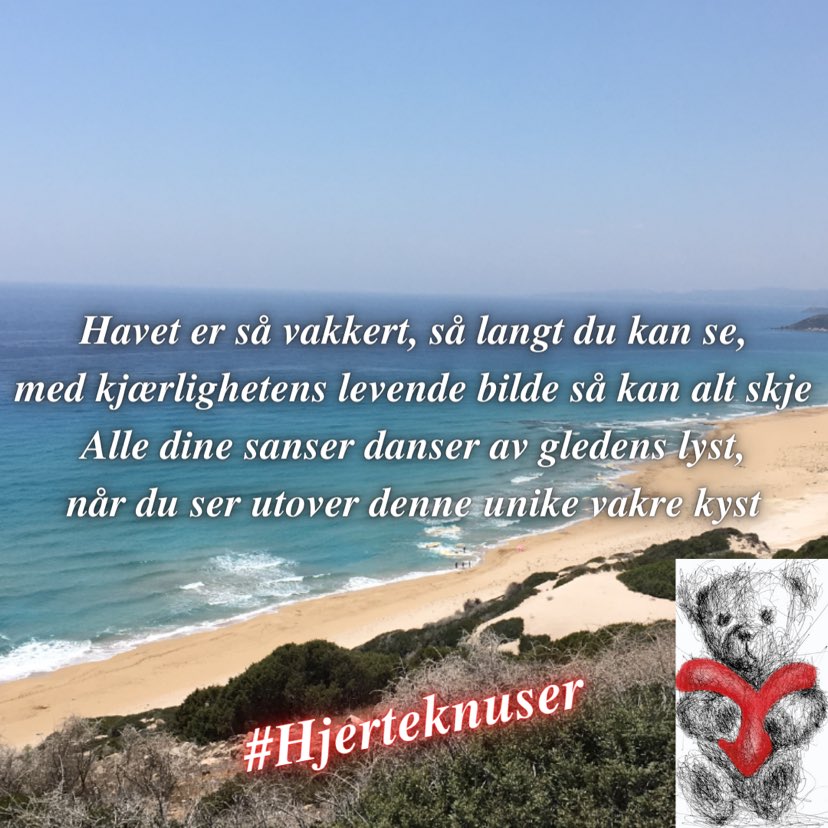 Havet er så vakkert, så langt du kan se,
med kjærlighetens levende bilde så kan alt skje
Alle dine sanser danser av gledens lyst,
når du ser utover denne unike vakre kyst
#Hjerteknuser